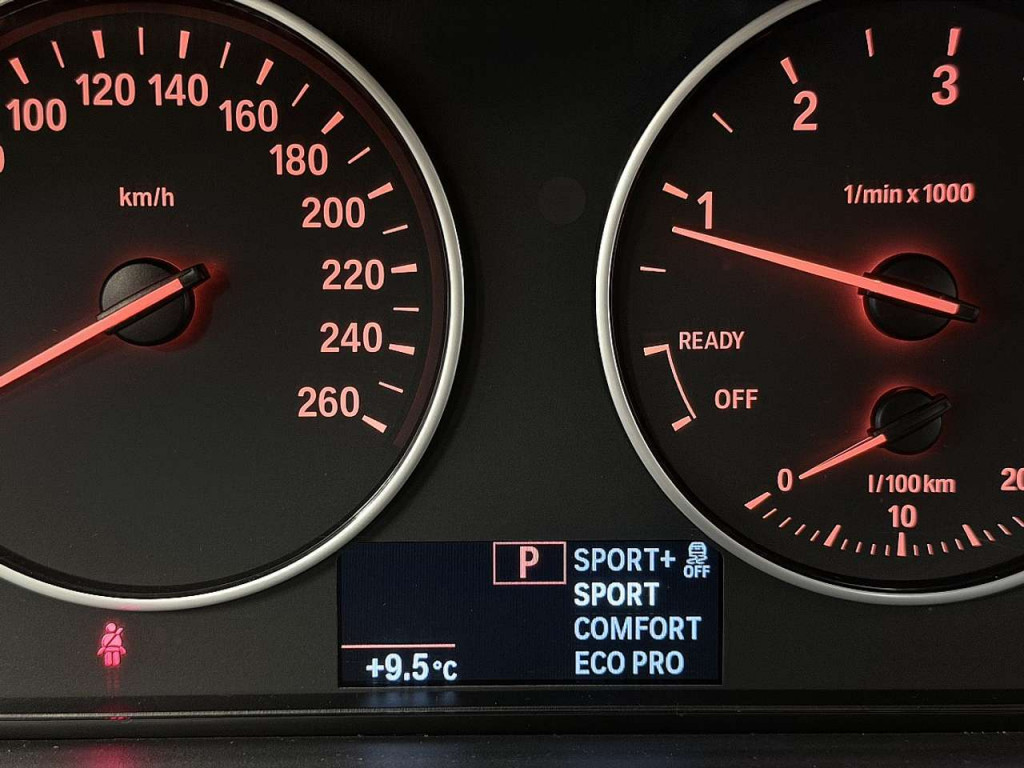 100
120
140
160
180
200
220
240
260
km/h
1
2
3
1/min x 1000
READY
OFF
0
l/100 km
10
20
P
SPORT+
OFF
SPORT
COMFORT
ECO PRO
+9.5°C